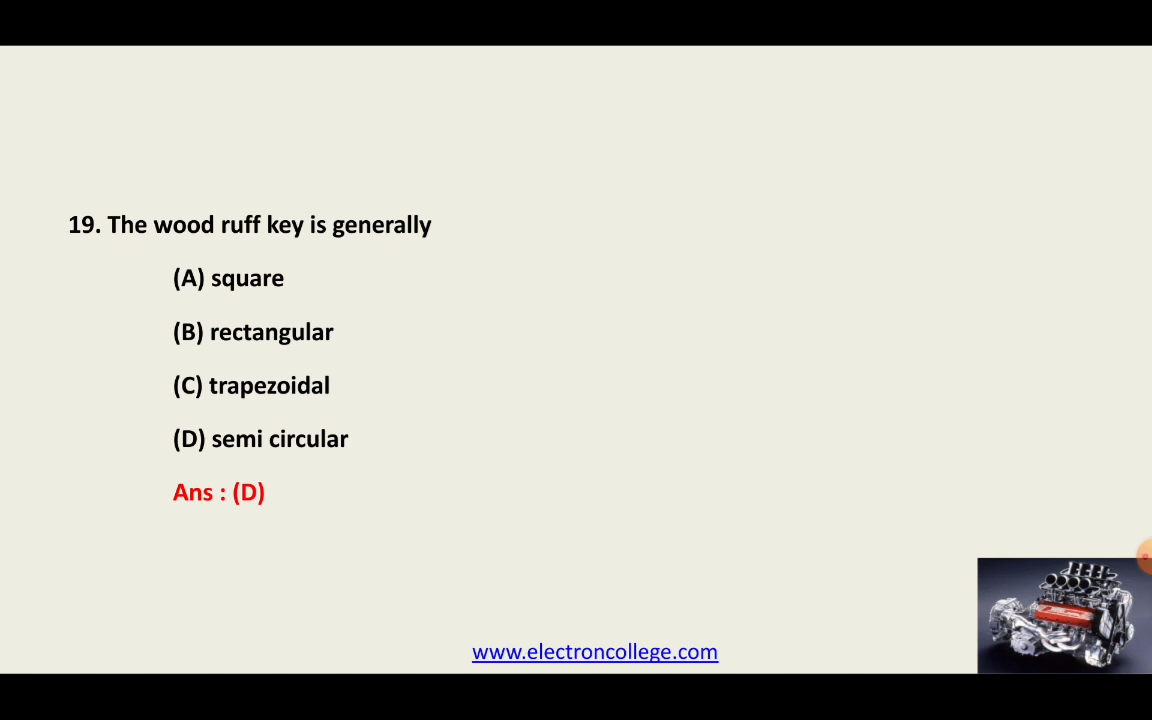 19. The wood ruff key is generally
(A) square
(B) rectangular
(C) trapezoidal
(D) semi circular
Ans : (D)
www.electroncollege.com